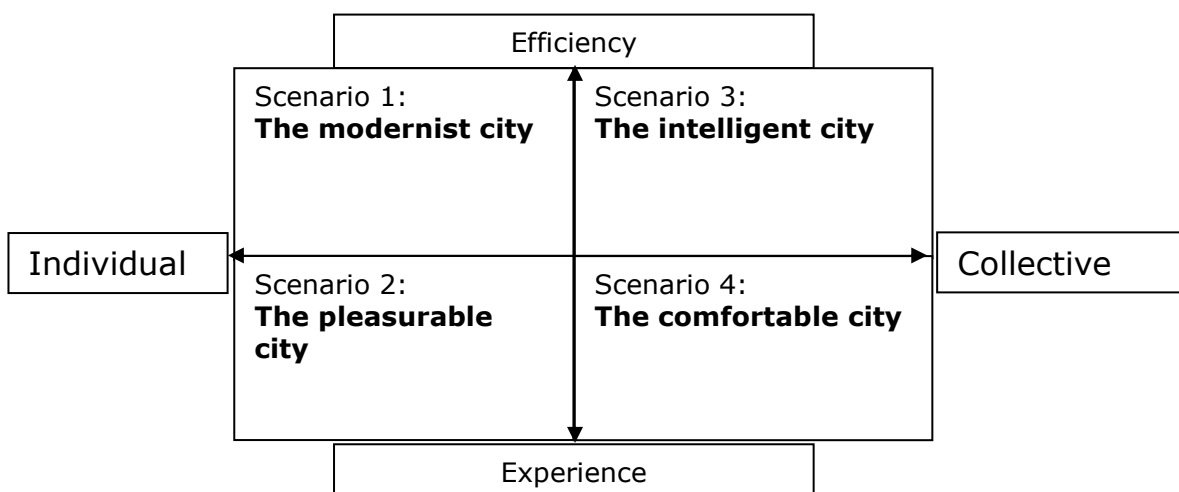 Efficiency
Scenario 1:
The modernist city
Scenario 3:
The intelligent city
Individual
Collective
Scenario 2:
The pleasurable
city
Scenario 4:
The comfortable city
Experience